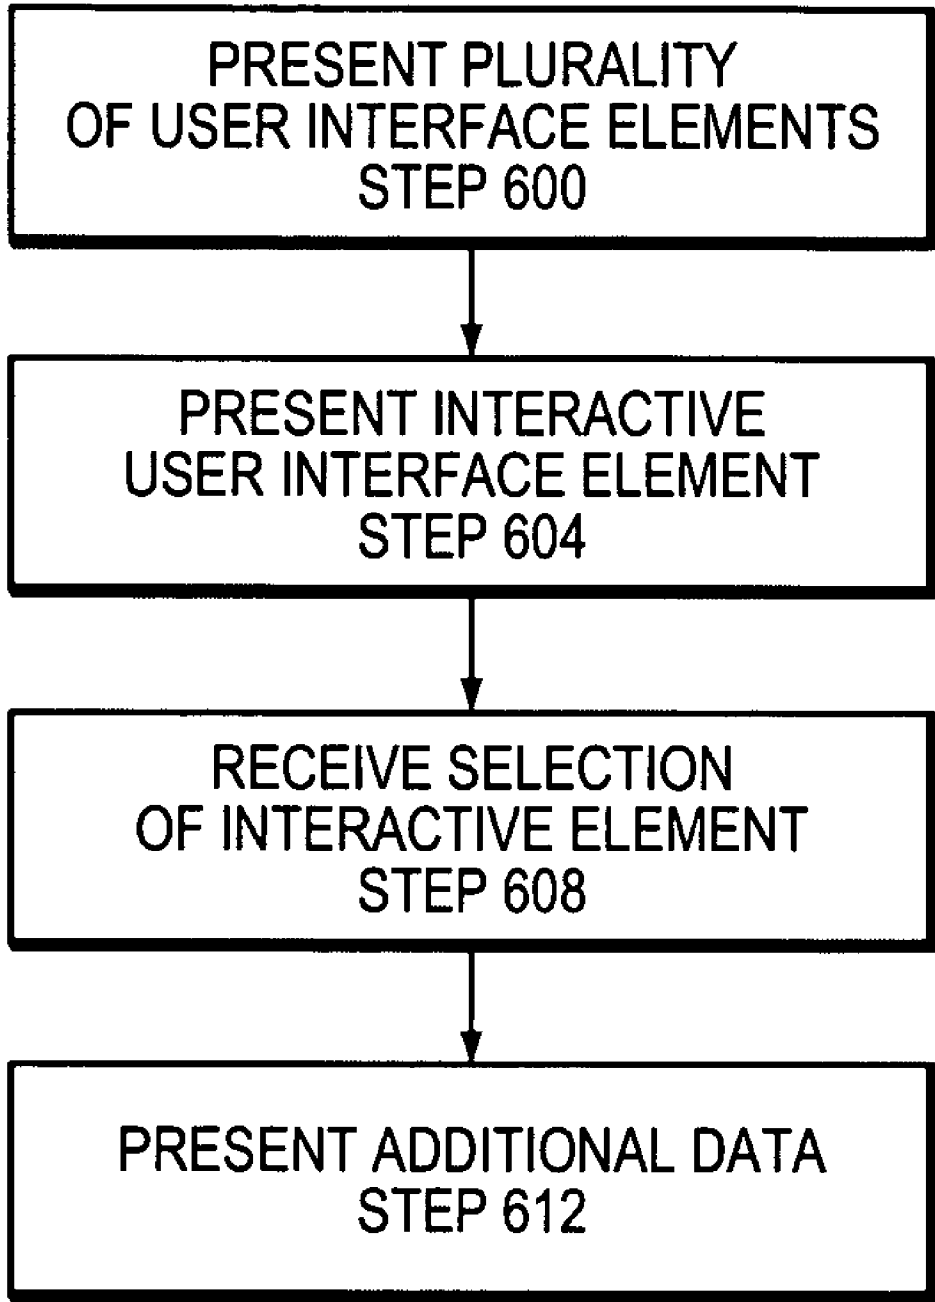 PRESENT PLURALITY
OF USER INTERFACE ELEMENTS
STEP 600
PRESENT INTERACTIVE
USER INTERFACE ELEMENT
STEP 604
RECEIVE SELECTION
OF INTERACTIVE ELEMENT
STEP 608
PRESENT ADDITIONAL DATA
STEP 612